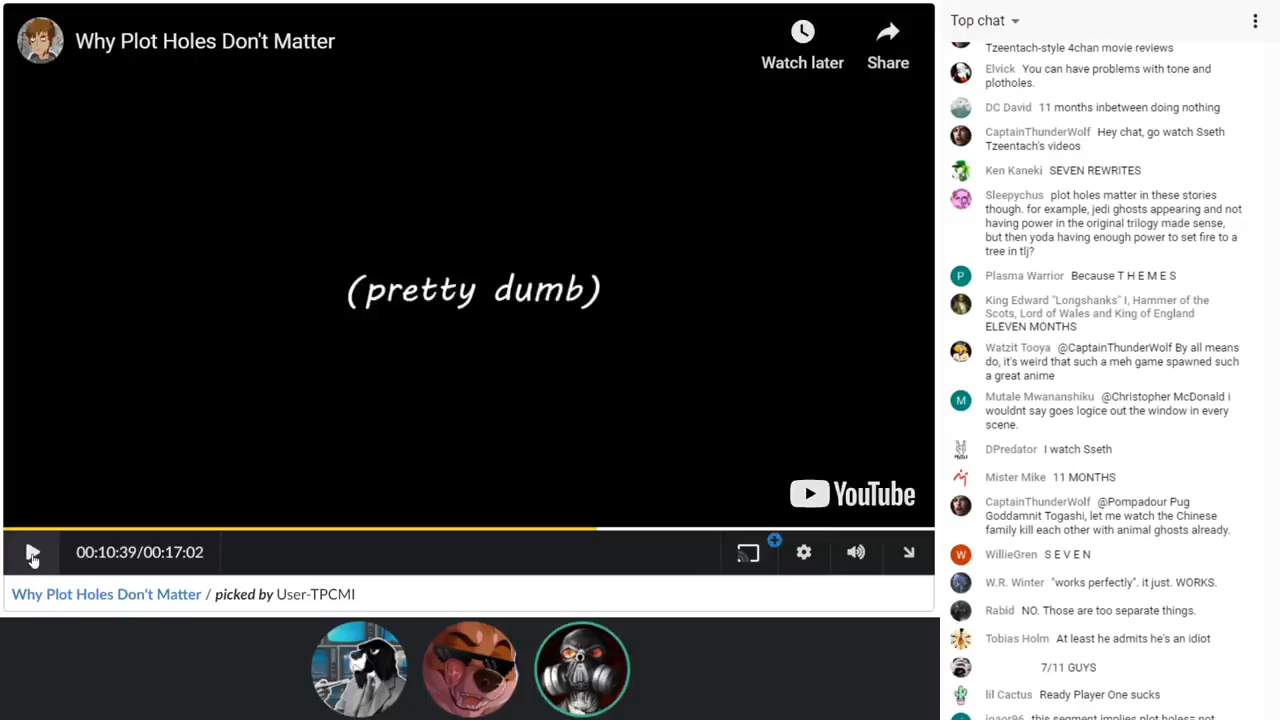 Why Plot Holes Don't Matter
Watch later
Share
(pretty dumb)
YouTube
00:10:39/00:17:02
Why Plot Holes Don't Matter / picked by User-TPCMI
Top chat
Tzeentach-style 4chan movie reviews
Elvick You can have problems with tone and
plotholes.
DC David 11 months inbetween doing nothing
CaptainThunderWolf Hey chat, go watch Sseth
Tzeentach's videos
Ken Kaneki SEVEN REWRITES
Sleepychus plot holes matter in these stories
though. for example, jedi ghosts appearing and not
having power in the original trilogy made sense,
but then yoda having enough power to set fire to a
tree in tlj?
P
Plasma Warrior Because T H E M E S
King Edward "Longshanks" I, Hammer of the
Scots, Lord of Wales and King of England
ELEVEN MONTHS
Watzit Tooya @CaptainThunderWolf By all means
do, it's weird that such a meh game spawned such
a great anime
M
Mutale Mwananshiku @Christopher McDonald i
wouldnt say goes logice out the window in every
scene.
DPredator I watch Sseth
Mister Mike 11 MONTHS
CaptainThunderWolf @Pompadour Pug
Goddamnit Togashi, let me watch the Chinese
family kill each other with animal ghosts already.
W
WillieGren S E V E N
W.R. Winter "works perfectly". it just. WORKS.
Rabid NO. Those are too separate things.
Tobias Holm At least he admits he's an idiot
7/11 GUYS
lil Cactus Ready Player One sucks
this segment implies plot holes= not